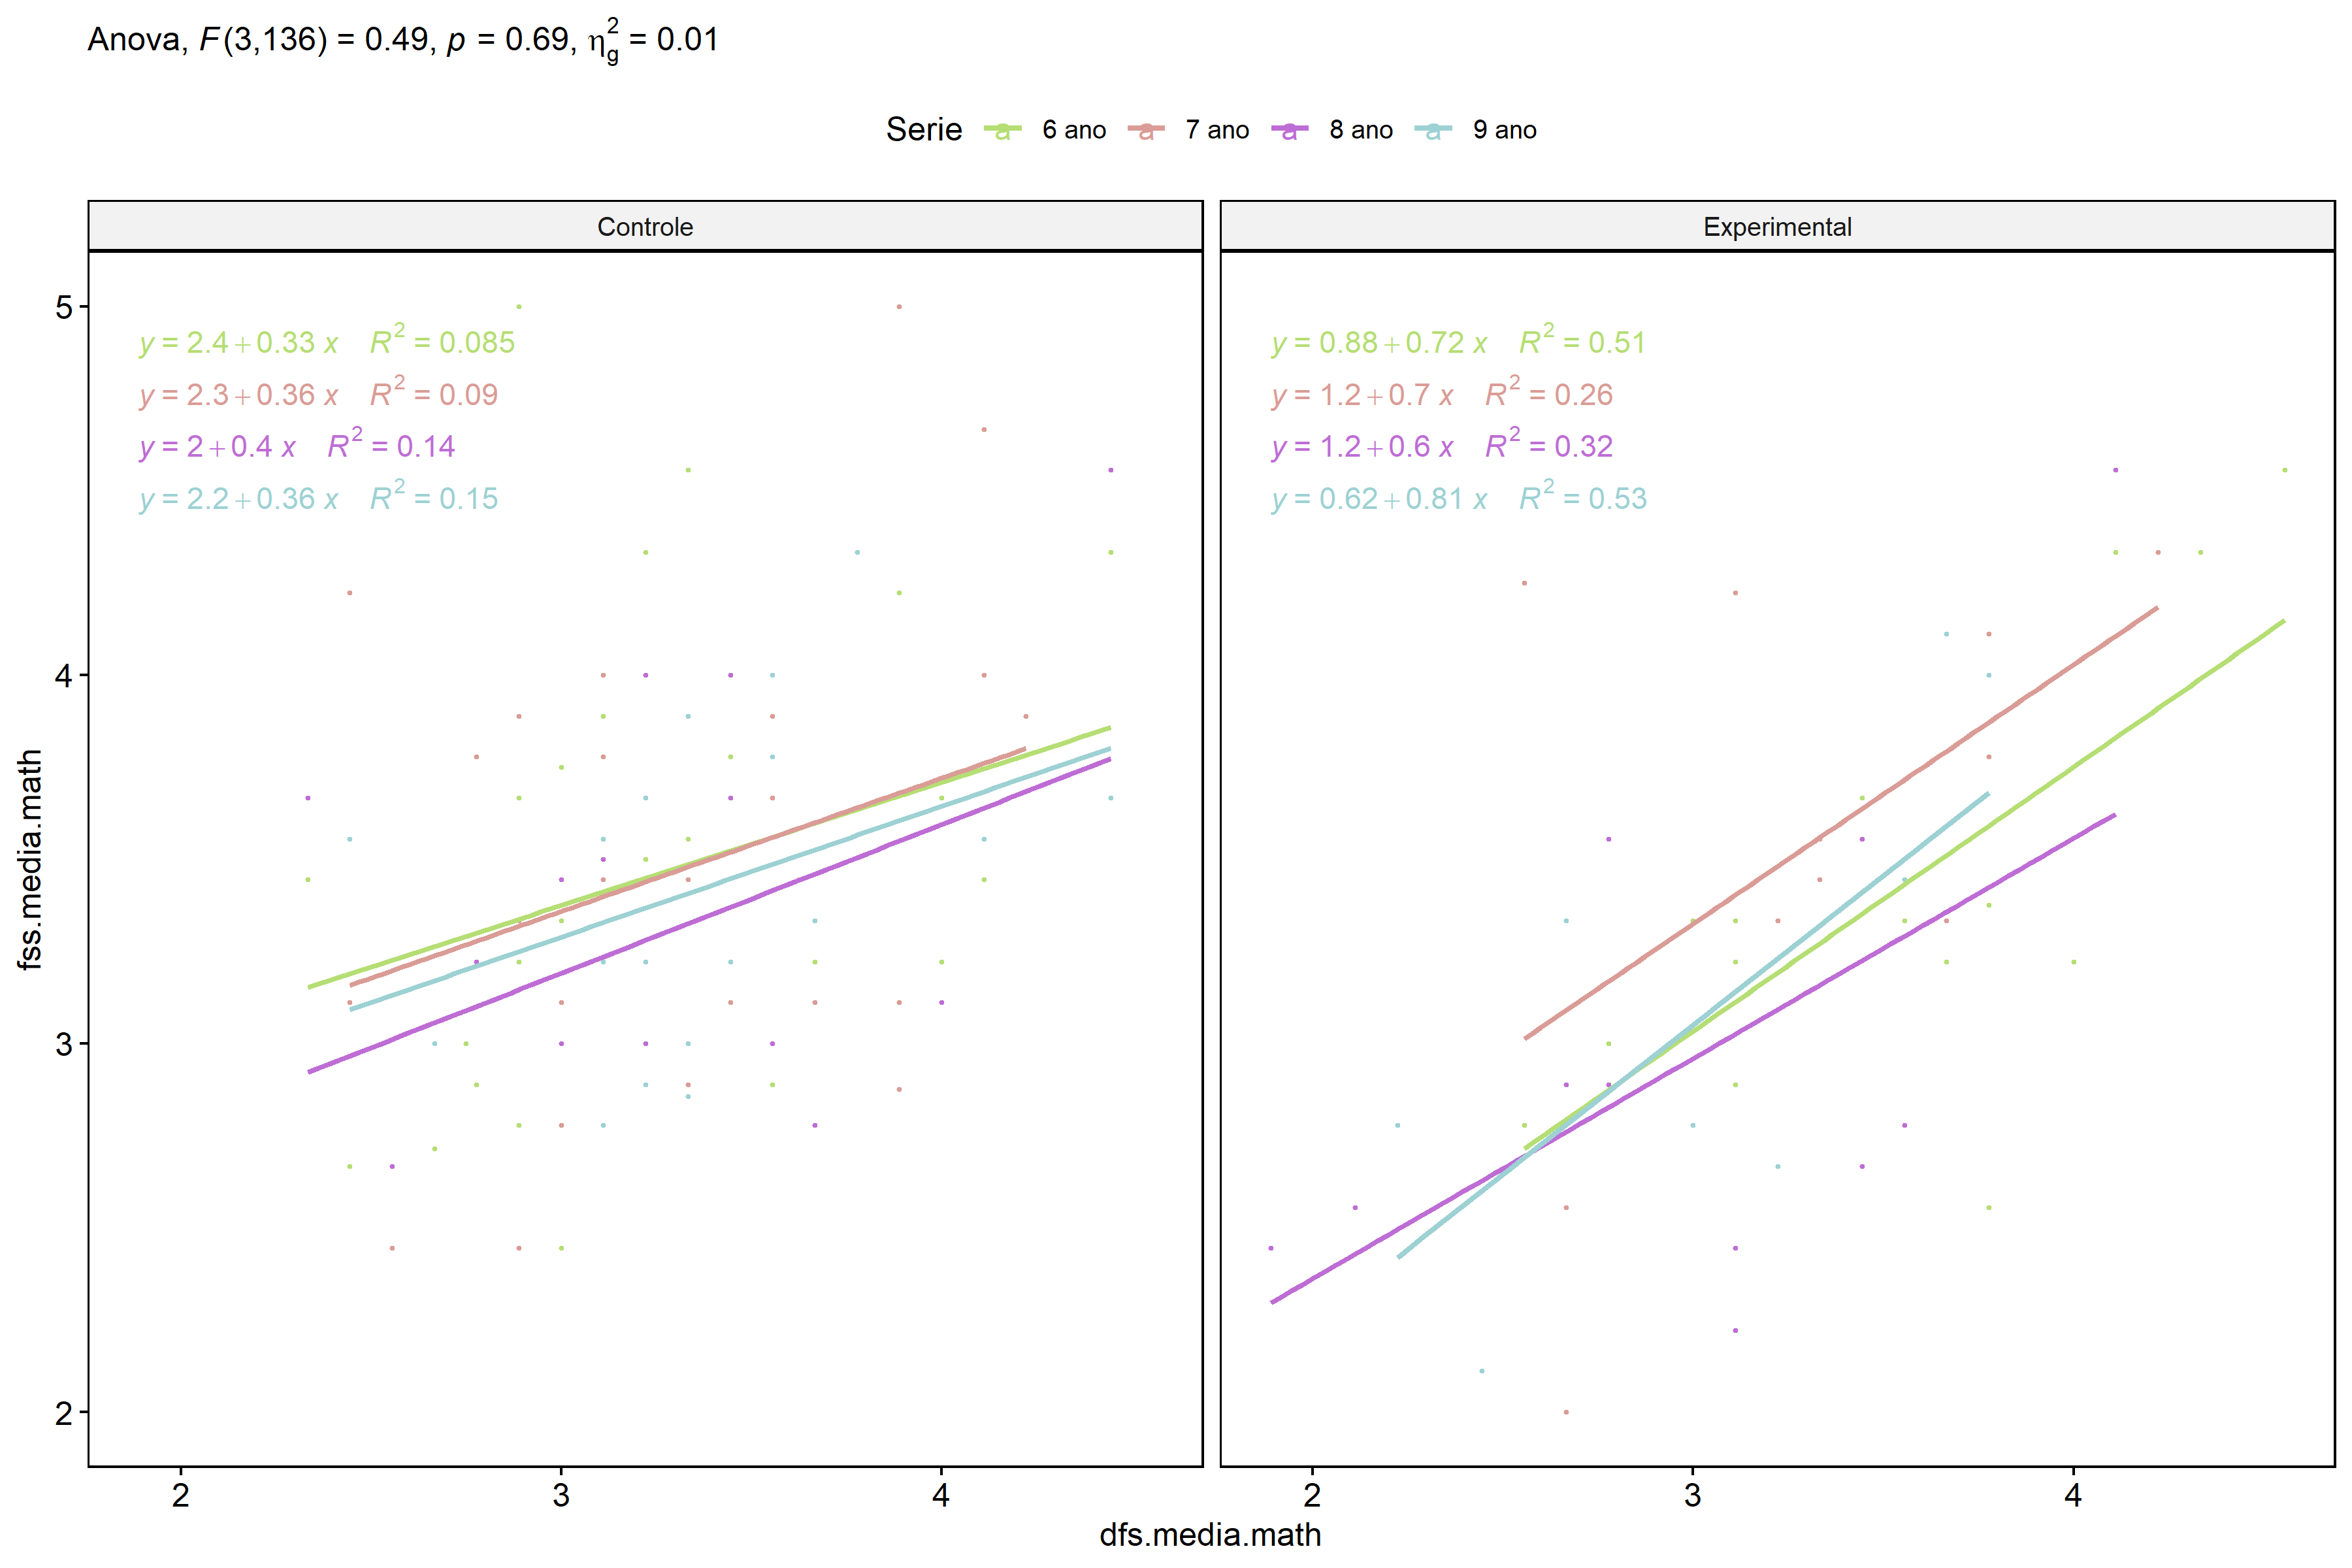 Anova, F(3,136) = 0.49, p = 0.69, η²g = 0.01
Serie a 6 ano a 7 ano a 8 ano a 9 ano
Controle
Experimental
y = 2.4 + 0.33 x R² = 0.085
y = 2.3 + 0.36 x R² = 0.09
y = 2 + 0.4 x R² = 0.14
y = 2.2 + 0.36 x R² = 0.15
y = 0.88 + 0.72 x R² = 0.51
y = 1.2 + 0.7 x R² = 0.26
y = 1.2 + 0.6 x R² = 0.32
y = 0.62 + 0.81 x R² = 0.53
5
4
3
2
fss.media.math
2 3 4
2 3 4
dfs.media.math